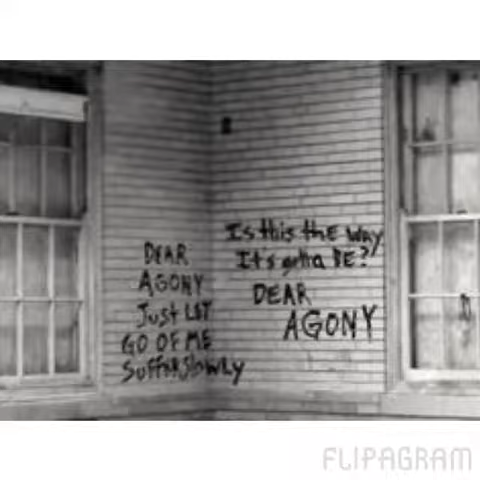 DEAR
AGONY
Just LET
GO OF ME
Suffer slowly
Is this thE WAy
It's gotta BE?
DEAR
AGONY
FLIPAGRAM